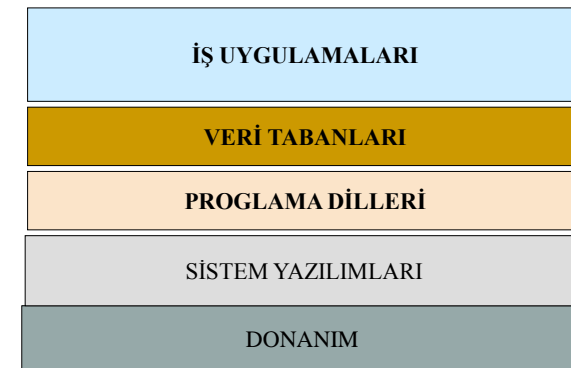 İŞ UYGULAMALARI
VERİ TABANLARI
PROGLAMA DİLLERİ
SİSTEM YAZILIMLARI
DONANIM